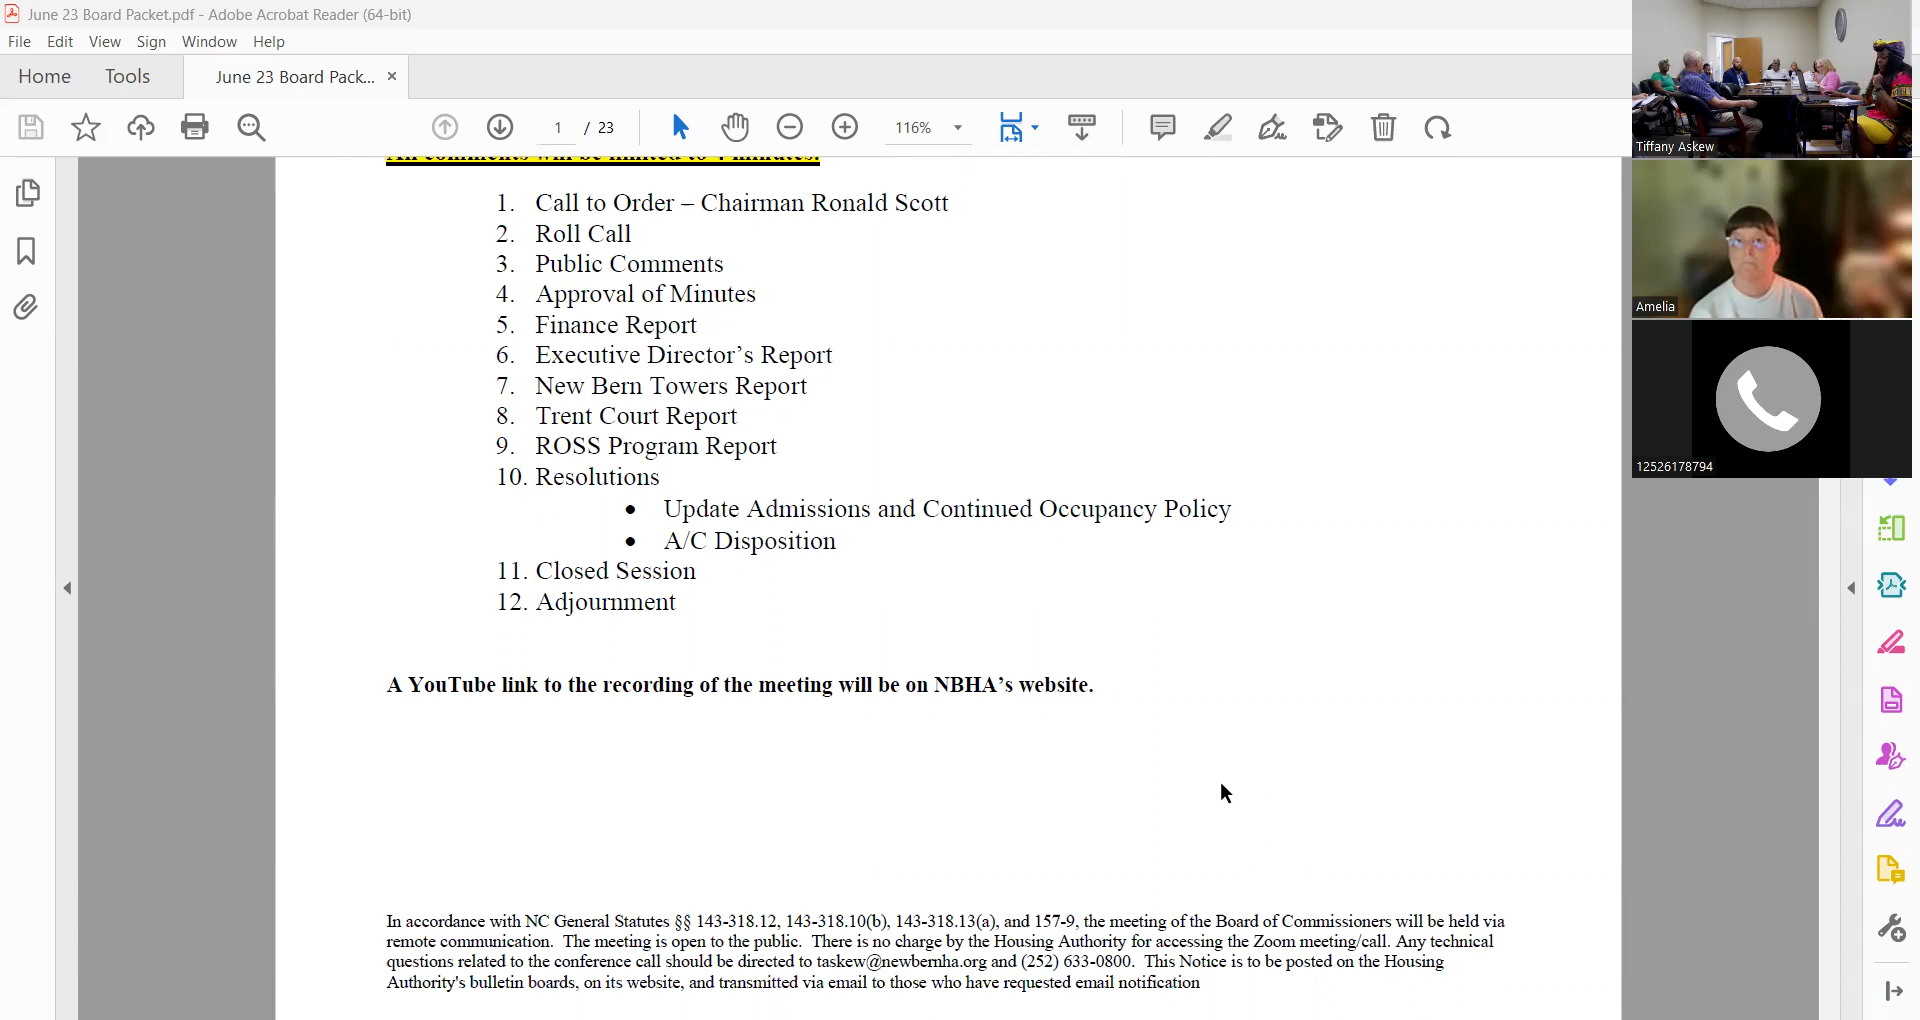 June 23 Board Packet.pdf - Adobe Acrobat Reader (64-bit)
File Edit View Sign Window Help
Home Tools June 23 Board Pack... ×
1 / 23 116%
All comments will be limited to 4 minutes.
1. Call to Order – Chairman Ronald Scott
2. Roll Call
3. Public Comments
4. Approval of Minutes
5. Finance Report
6. Executive Director's Report
7. New Bern Towers Report
8. Trent Court Report
9. ROSS Program Report
10. Resolutions
• Update Admissions and Continued Occupancy Policy
• A/C Disposition
11. Closed Session
12. Adjournment
A YouTube link to the recording of the meeting will be on NBHA's website.
In accordance with NC General Statutes §§ 143-318.12, 143-318.10(b), 143-318.13(a), and 157-9, the meeting of the Board of Commissioners will be held via
remote communication. The meeting is open to the public. There is no charge by the Housing Authority for accessing the Zoom meeting/call. Any technical
questions related to the conference call should be directed to taskew@newbernha.org and (252) 633-0800. This Notice is to be posted on the Housing
Authority's bulletin boards, on its website, and transmitted via email to those who have requested email notification
Tiffany Askew
Amelia
12526178794